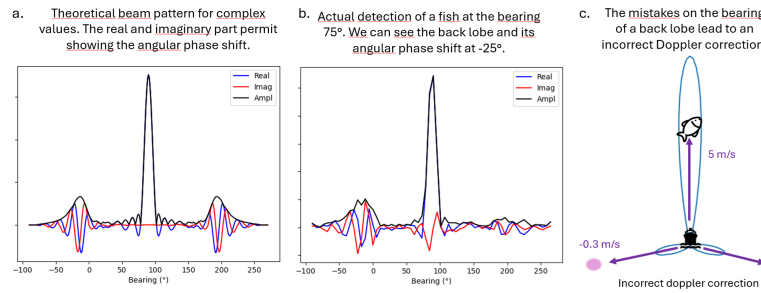 a.
Theoretical beam pattern for complex
values. The real and imaginary part permit
showing the angular phase shift.
Real
Imag
Ampl
−100 −50 0 50 100 150 200 250
Bearing (°)
b.
Actual detection of a fish at the bearing
75°. We can see the back lobe and its
angular phase shift at -25°.
Real
Imag
Ampl
−100 −50 0 50 100 150 200 250
Bearing (°)
c.
The mistakes on the bearing
of a back lobe lead to an
incorrect Doppler correction
5 m/s
-0.3 m/s
Incorrect doppler correction